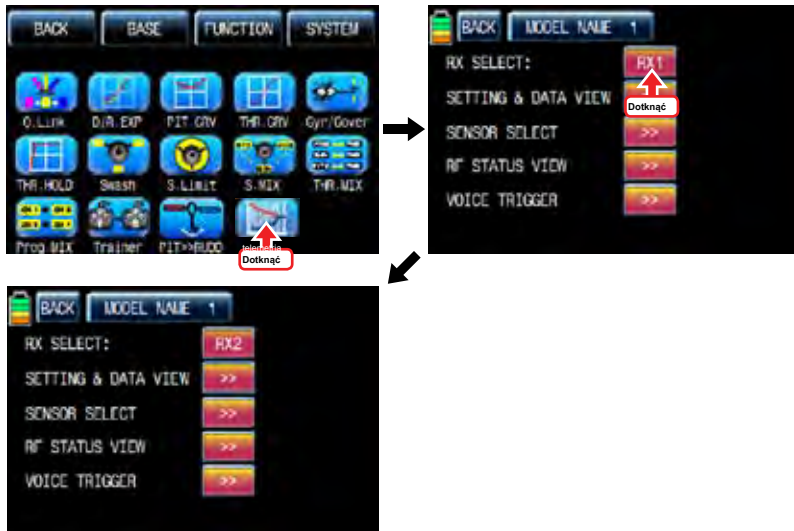 BACK BASE FUNCTION SYSTEM
Q.Link D/R.EXP PIT.CRV THR.CRV Gyr/Gover
THR.HOLD Swash S.Limit S.MIX THR.MIX
Prog.MIX Trainer PIT>>RUDD telemetria
Dotknąć
BACK MODEL NAME 1
RX SELECT: RX1
SETTING & DATA VIEW
Dotknąć
SENSOR SELECT >>
RF STATUS VIEW >>
VOICE TRIGGER >>
BACK MODEL NAME 1
RX SELECT: RX2
SETTING & DATA VIEW >>
SENSOR SELECT >>
RF STATUS VIEW >>
VOICE TRIGGER >>